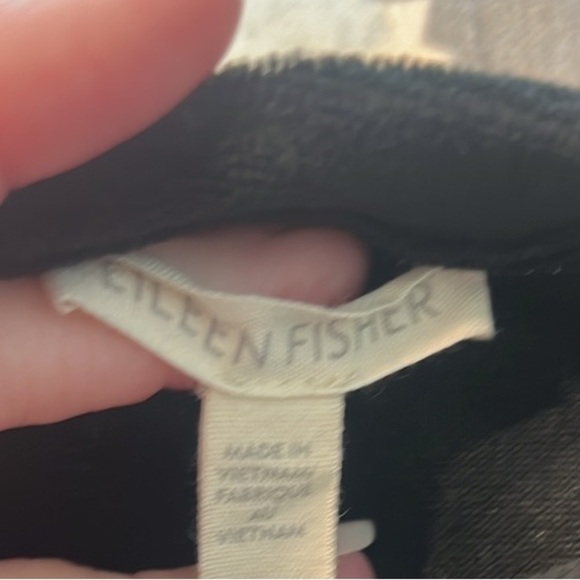 EILEEN FISHER
MADE IN
VIETNAM/
FABRIQUÉ
AU
VIETNAM